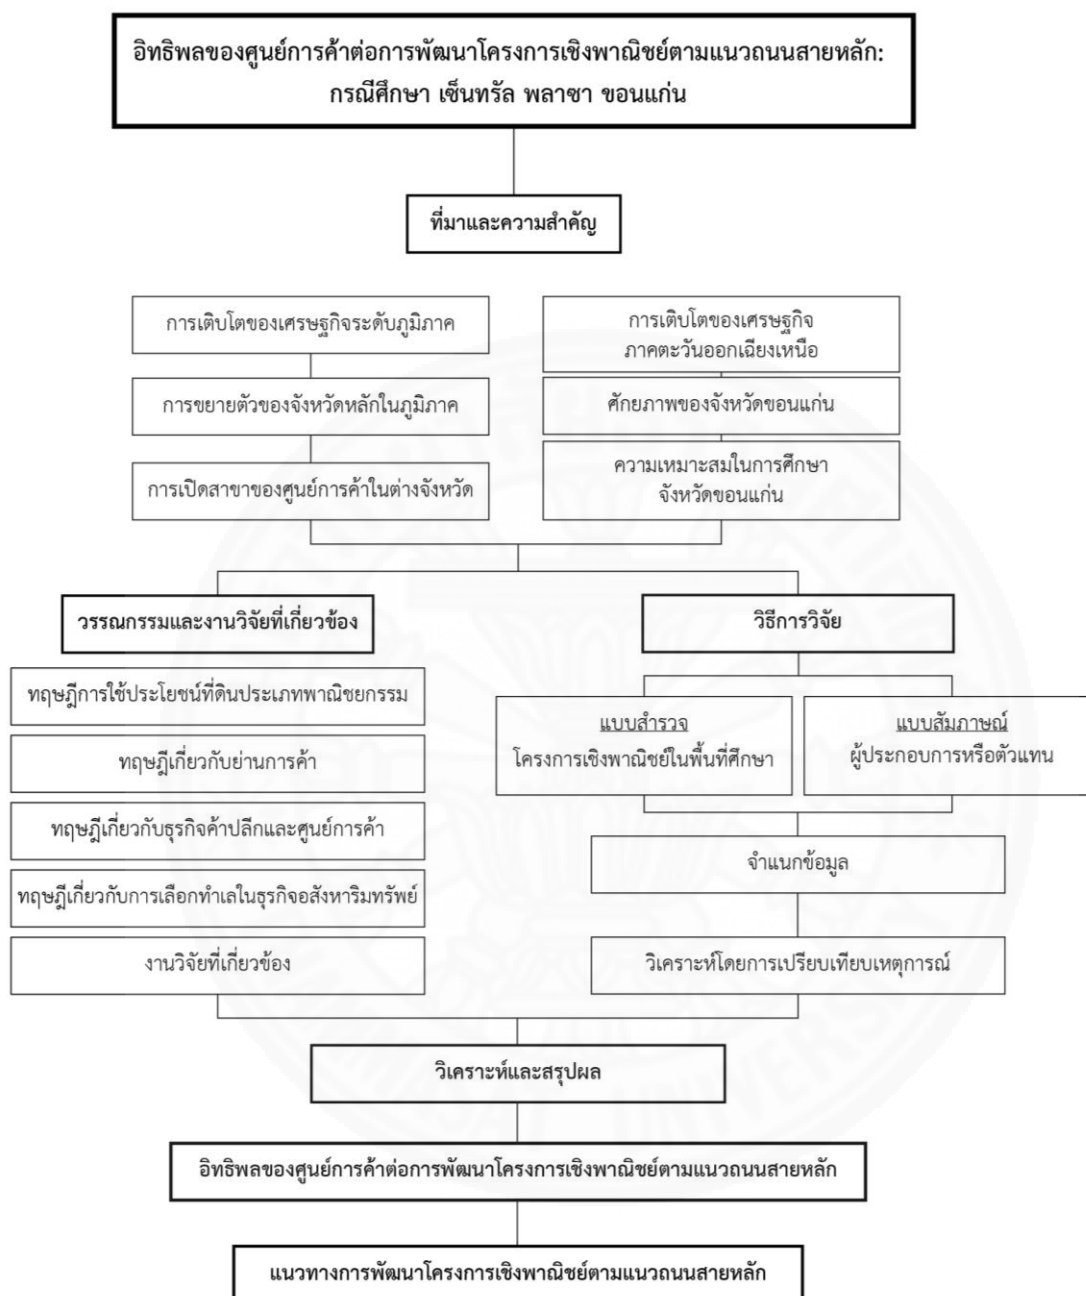 อิทธิพลของศูนย์การค้าต่อการพัฒนาโครงการเชิงพาณิชย์ตามแนวถนนสายหลัก:
กรณีศึกษา เซ็นทรัล พลาซา ขอนแก่น
ที่มาและความสำคัญ
การเติบโตของเศรษฐกิจระดับภูมิภาค
การขยายตัวของจังหวัดหลักในภูมิภาค
การเปิดสาขาของศูนย์การค้าในต่างจังหวัด
การเติบโตของเศรษฐกิจ
ภาคตะวันออกเฉียงเหนือ
ศักยภาพของจังหวัดขอนแก่น
ความเหมาะสมในการศึกษา
จังหวัดขอนแก่น
วรรณกรรมและงานวิจัยที่เกี่ยวข้อง
ทฤษฎีการใช้ประโยชน์ที่ดินประเภทพาณิชยกรรม
ทฤษฎีเกี่ยวกับย่านการค้า
ทฤษฎีเกี่ยวกับธุรกิจค้าปลีกและศูนย์การค้า
ทฤษฎีเกี่ยวกับการเลือกทำเลในธุรกิจอสังหาริมทรัพย์
งานวิจัยที่เกี่ยวข้อง
วิธีการวิจัย
แบบสำรวจ
โครงการเชิงพาณิชย์ในพื้นที่ศึกษา
แบบสัมภาษณ์
ผู้ประกอบการหรือตัวแทน
จำแนกข้อมูล
วิเคราะห์โดยการเปรียบเทียบเหตุการณ์
วิเคราะห์และสรุปผล
อิทธิพลของศูนย์การค้าต่อการพัฒนาโครงการเชิงพาณิชย์ตามแนวถนนสายหลัก
แนวทางการพัฒนาโครงการเชิงพาณิชย์ตามแนวถนนสายหลัก